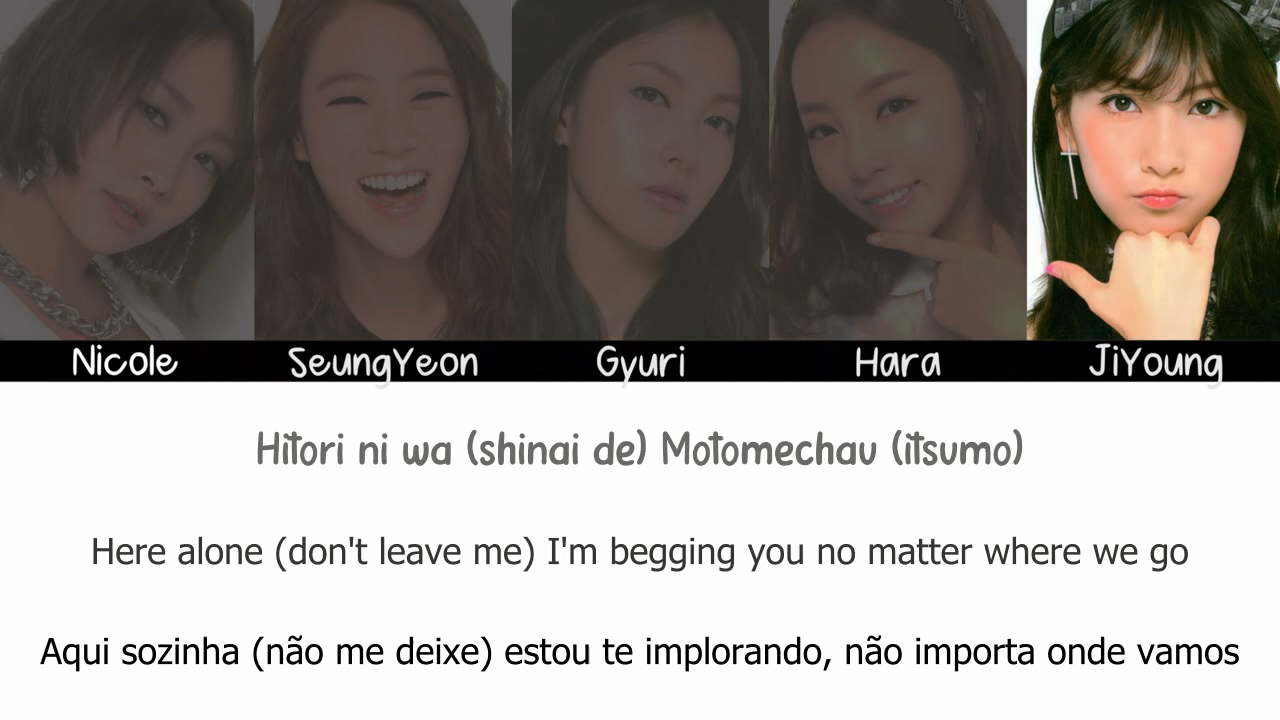 Nicole SeungYeon Gyuri Hara JiYoung
Hitori ni wa (shinai de) Motomechau (itsumo)
Here alone (don't leave me) I'm begging you no matter where we go
Aqui sozinha (não me deixe) estou te implorando, não importa onde vamos